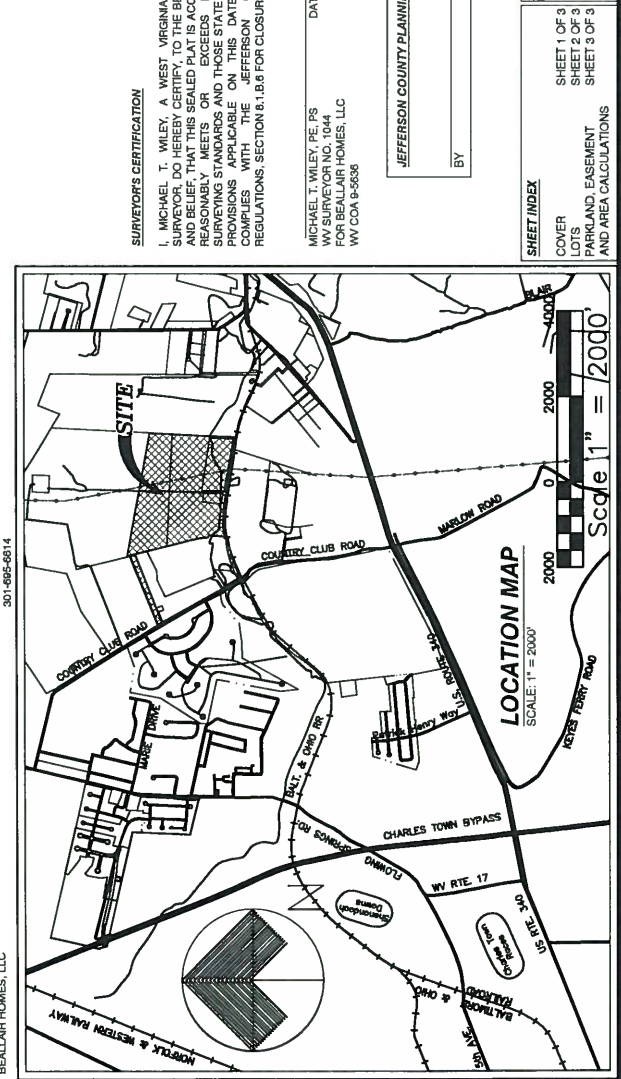 BEALLAIR HOMES, LLC
301-695-6614
SURVEYOR'S CERTIFICATION
I, MICHAEL T. WILEY, A WEST VIRGINIA
SURVEYOR, DO HEREBY CERTIFY, TO THE BE
AND BELIEF, THAT THIS SEALED PLAT IS ACC
REASONABLY MEETS OR EXCEEDS
SURVEYING STANDARDS AND THOSE STATE
PROVISIONS APPLICABLE ON THIS DATE
COMPLIES WITH THE JEFFERSON
REGULATIONS, SECTION 8.1.B.6 FOR CLOSUR
MICHAEL T. WILEY, PE, PS
DAT
WV SURVEYOR NO. 1044
FOR BEALLAIR HOMES, LLC
WV COA 9-5636
JEFFERSON COUNTY PLANNI
BY
SHEET INDEX
COVER SHEET 1 OF 3
LOTS SHEET 2 OF 3
PARKLAND, EASEMENT SHEET 3 OF 3
AND AREA CALCULATIONS
SITE
COUNTRY CLUB ROAD
COUNTRY CLUB ROAD
MARIE DRIVE
BALT. & OHIO RR.
MARLOW ROAD
BLAIR
Patrick Henry Way
U.S. ROUTE 340
KEYES FERRY ROAD
CHARLES TOWN BYPASS
FLOWING SPRINGS RD.
WV RTE. 17
US RTE. 340
Shenandoah
Downs
Charles Town
Races
BALTIMORE & OHIO
RAILROAD
5th AVE.
NORFOLK & WESTERN RAILWAY
N
LOCATION MAP
SCALE: 1" = 2000'
2000 0 2000 4000
Scale 1" = 2000'